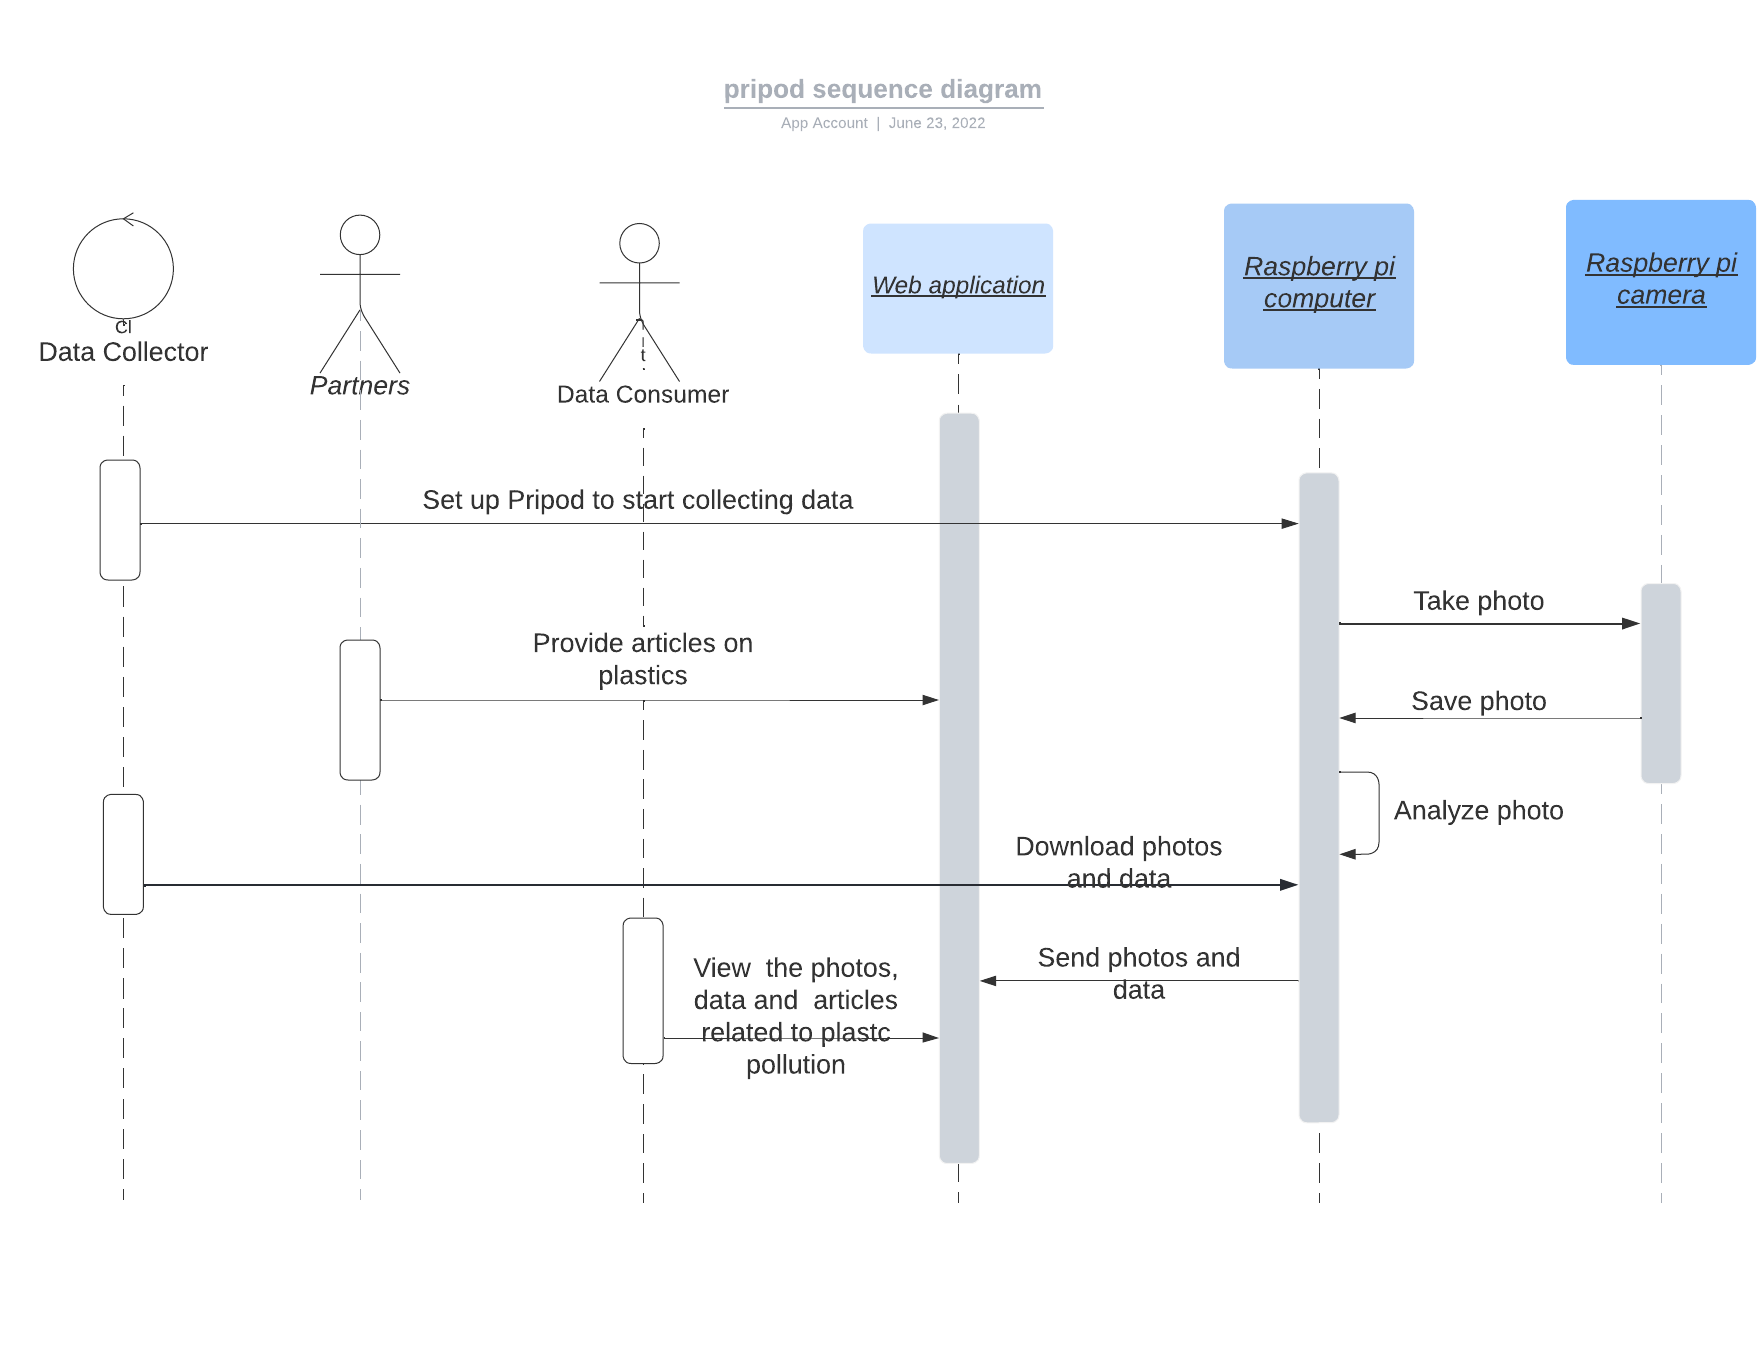 pripod sequence diagram
App Account | June 23, 2022
Data Collector
Partners
t
Data Consumer
Web application
Raspberry pi
computer
Raspberry pi
camera
Set up Pripod to start collecting data
Take photo
Provide articles on
plastics
Save photo
Analyze photo
Download photos
and data
Send photos and
data
View  the photos,
data and  articles
related to plastc
pollution